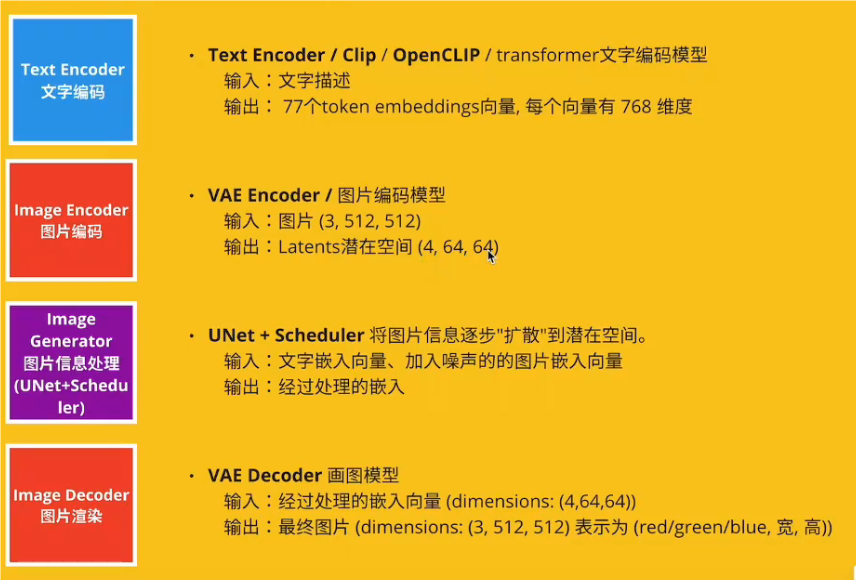 Text Encoder
文字编码
• Text Encoder / Clip / OpenCLIP / transformer文字编码模型
输入：文字描述
输出： 77个token embeddings向量, 每个向量有 768 维度
Image Encoder
图片编码
• VAE Encoder / 图片编码模型
输入：图片 (3, 512, 512)
输出：Latents潜在空间 (4, 64, 64)
Image
Generator
图片信息处理
(UNet+Schedu
ler)
• UNet + Scheduler 将图片信息逐步"扩散"到潜在空间。
输入：文字嵌入向量、加入噪声的的图片嵌入向量
输出：经过处理的嵌入
Image Decoder
图片渲染
• VAE Decoder 画图模型
输入：经过处理的嵌入向量 (dimensions: (4,64,64))
输出：最终图片 (dimensions: (3, 512, 512) 表示为 (red/green/blue, 宽, 高))